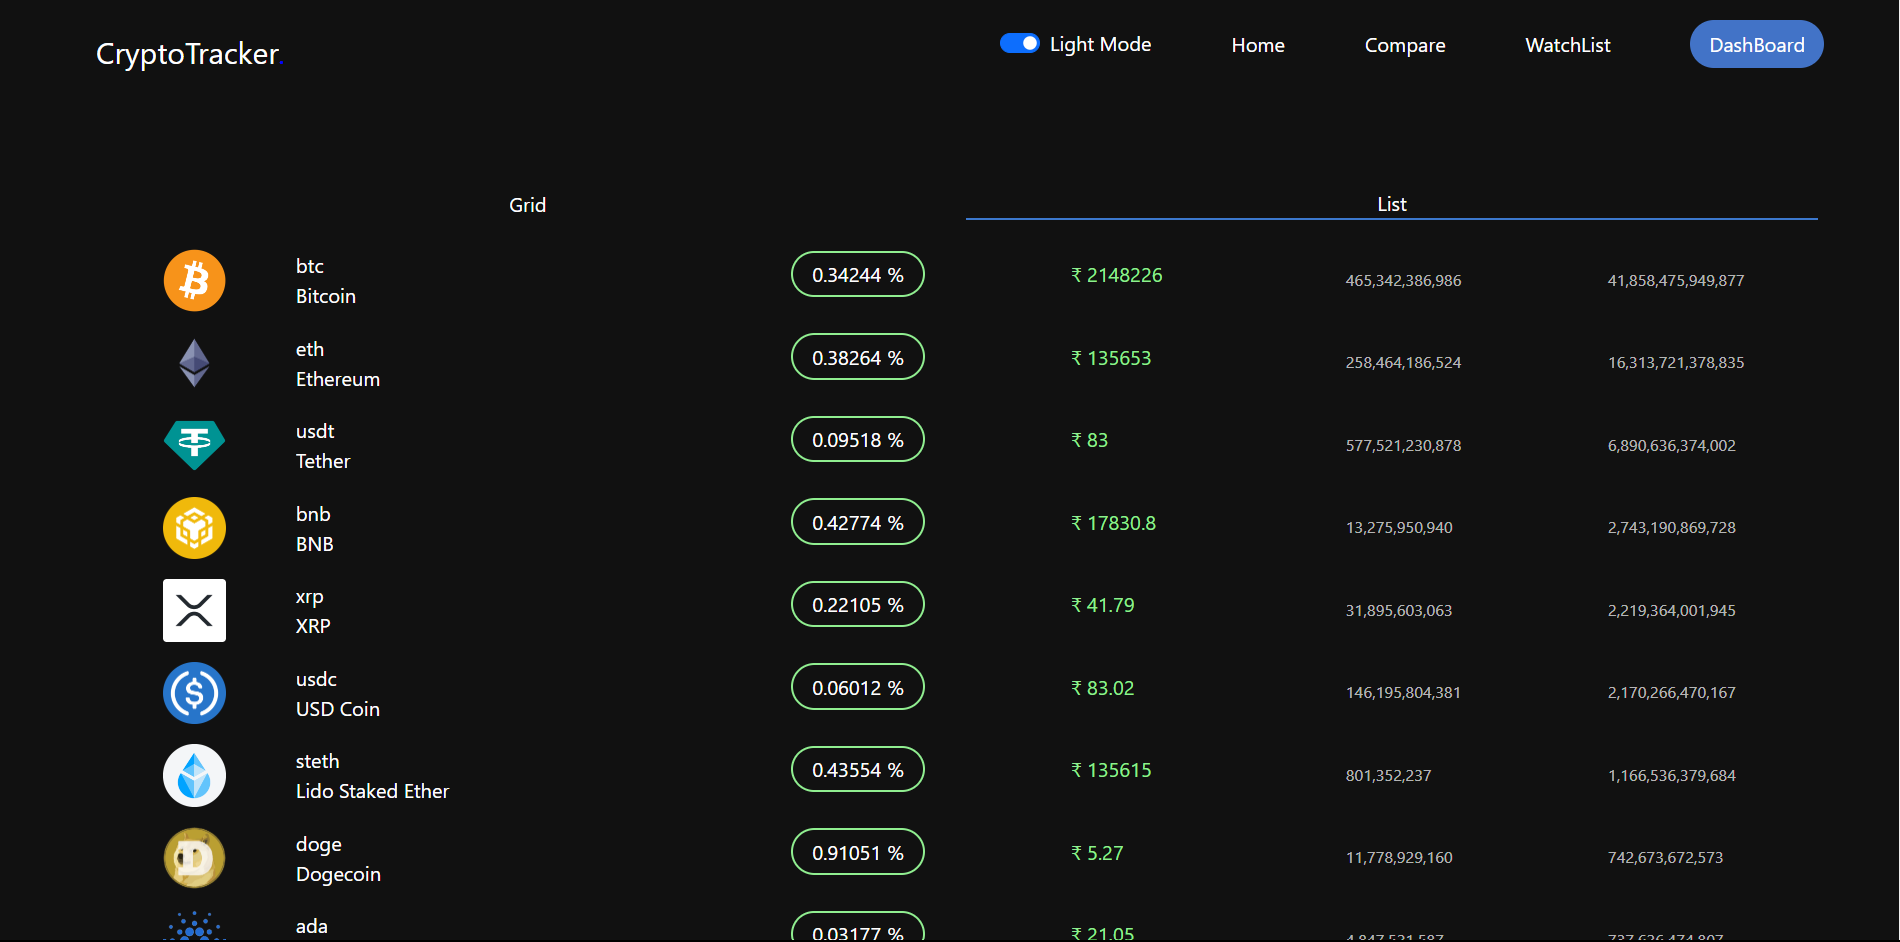 CryptoTracker.
Light Mode Home Compare WatchList DashBoard
Grid List
btc
Bitcoin
0.34244 % ₹ 2148226 465,342,386,986 41,858,475,949,877
eth
Ethereum
0.38264 % ₹ 135653 258,464,186,524 16,313,721,378,835
usdt
Tether
0.09518 % ₹ 83 577,521,230,878 6,890,636,374,002
bnb
BNB
0.42774 % ₹ 17830.8 13,275,950,940 2,743,190,869,728
xrp
XRP
0.22105 % ₹ 41.79 31,895,603,063 2,219,364,001,945
usdc
USD Coin
0.06012 % ₹ 83.02 146,195,804,381 2,170,266,470,167
steth
Lido Staked Ether
0.43554 % ₹ 135615 801,352,237 1,166,536,379,684
doge
Dogecoin
0.91051 % ₹ 5.27 11,778,929,160 742,673,672,573
ada
0.03177 % ₹ 21.05